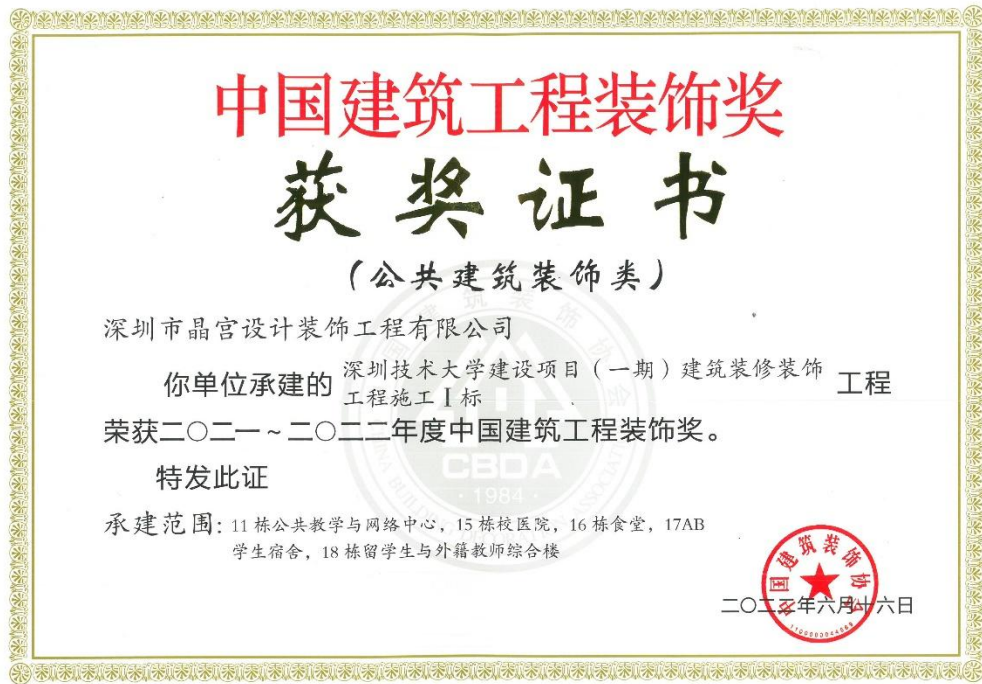 中国建筑工程装饰奖
获奖证书
（公共建筑装饰类）
深圳市晶宫设计装饰工程有限公司
你单位承建的 深圳技术大学建设项目（一期）建筑装修装饰 工程
工程施工Ⅰ标
荣获二〇二一～二〇二二年度中国建筑工程装饰奖。
特发此证
承建范围：11栋公共教学与网络中心，15栋校医院，16栋食堂，17AB
学生宿舍，18栋留学生与外籍教师综合楼
中国建筑装饰协会
六月十六日
CBDA
·1984·